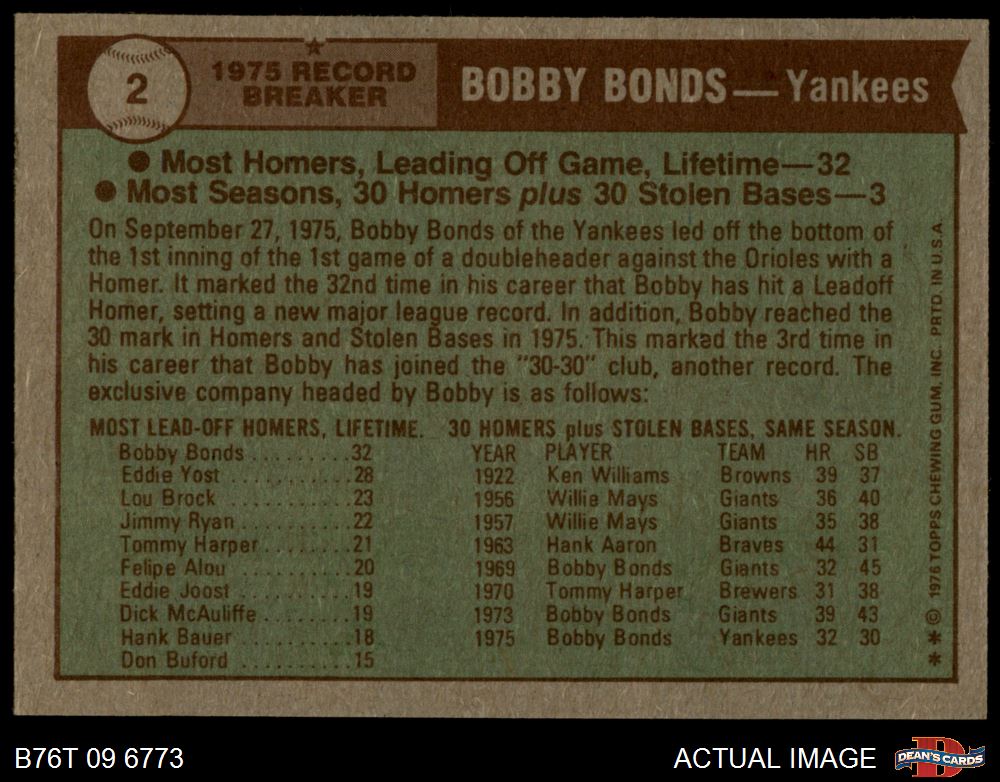 2
1975 RECORD
BREAKER
BOBBY BONDS—Yankees
● Most Homers, Leading Off Game, Lifetime—32
● Most Seasons, 30 Homers plus 30 Stolen Bases—3
On September 27, 1975, Bobby Bonds of the Yankees led off the bottom of
the 1st inning of the 1st game of a doubleheader against the Orioles with a
Homer. It marked the 32nd time in his career that Bobby has hit a Leadoff
Homer, setting a new major league record. In addition, Bobby reached the
30 mark in Homers and Stolen Bases in 1975. This marked the 3rd time in
his career that Bobby has joined the "30-30" club, another record. The
exclusive company headed by Bobby is as follows:
MOST LEAD-OFF HOMERS, LIFETIME.
Bobby Bonds .........32
Eddie Yost ...........28
Lou Brock ...........23
Jimmy Ryan .........22
Tommy Harper ........21
Felipe Alou ..........20
Eddie Joost ..........19
Dick McAuliffe ........19
Hank Bauer ..........18
Don Buford ..........15
30 HOMERS plus STOLEN BASES, SAME SEASON.
YEAR PLAYER TEAM HR SB
1922 Ken Williams Browns 39 37
1956 Willie Mays Giants 36 40
1957 Willie Mays Giants 35 38
1963 Hank Aaron Braves 44 31
1969 Bobby Bonds Giants 32 45
1970 Tommy Harper Brewers 31 38
1973 Bobby Bonds Giants 39 43
1975 Bobby Bonds Yankees 32 30
* * © 1976 TOPPS CHEWING GUM, INC. PRTD. IN U.S.A.
B76T 09 6773
ACTUAL IMAGE
D
DEAN'S CARDS